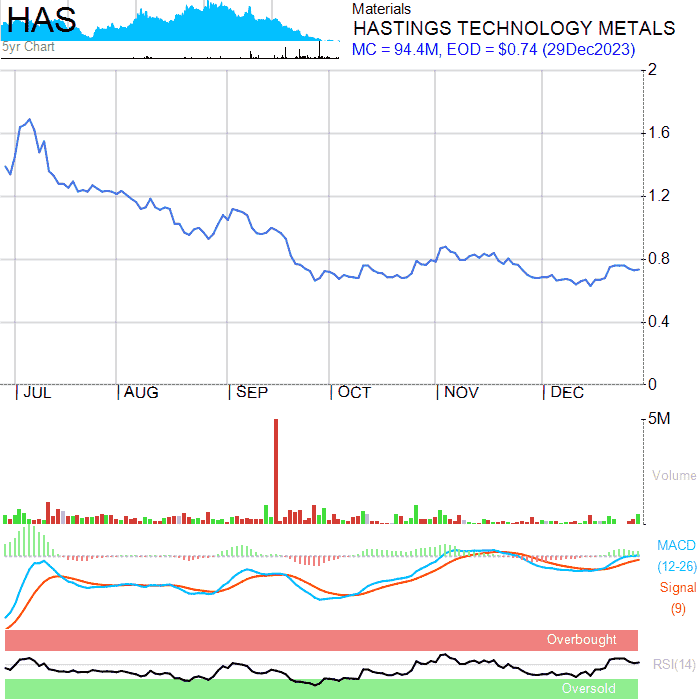 HAS
5yr Chart
Materials
HASTINGS TECHNOLOGY METALS
MC = 94.4M, EOD = $0.74 (29Dec2023)
2
1.6
1.2
0.8
0.4
0
JUL
AUG
SEP
OCT
NOV
DEC
5M
Volume
MACD
(12-26)
Signal
(9)
Overbought
RSI(14)
Oversold